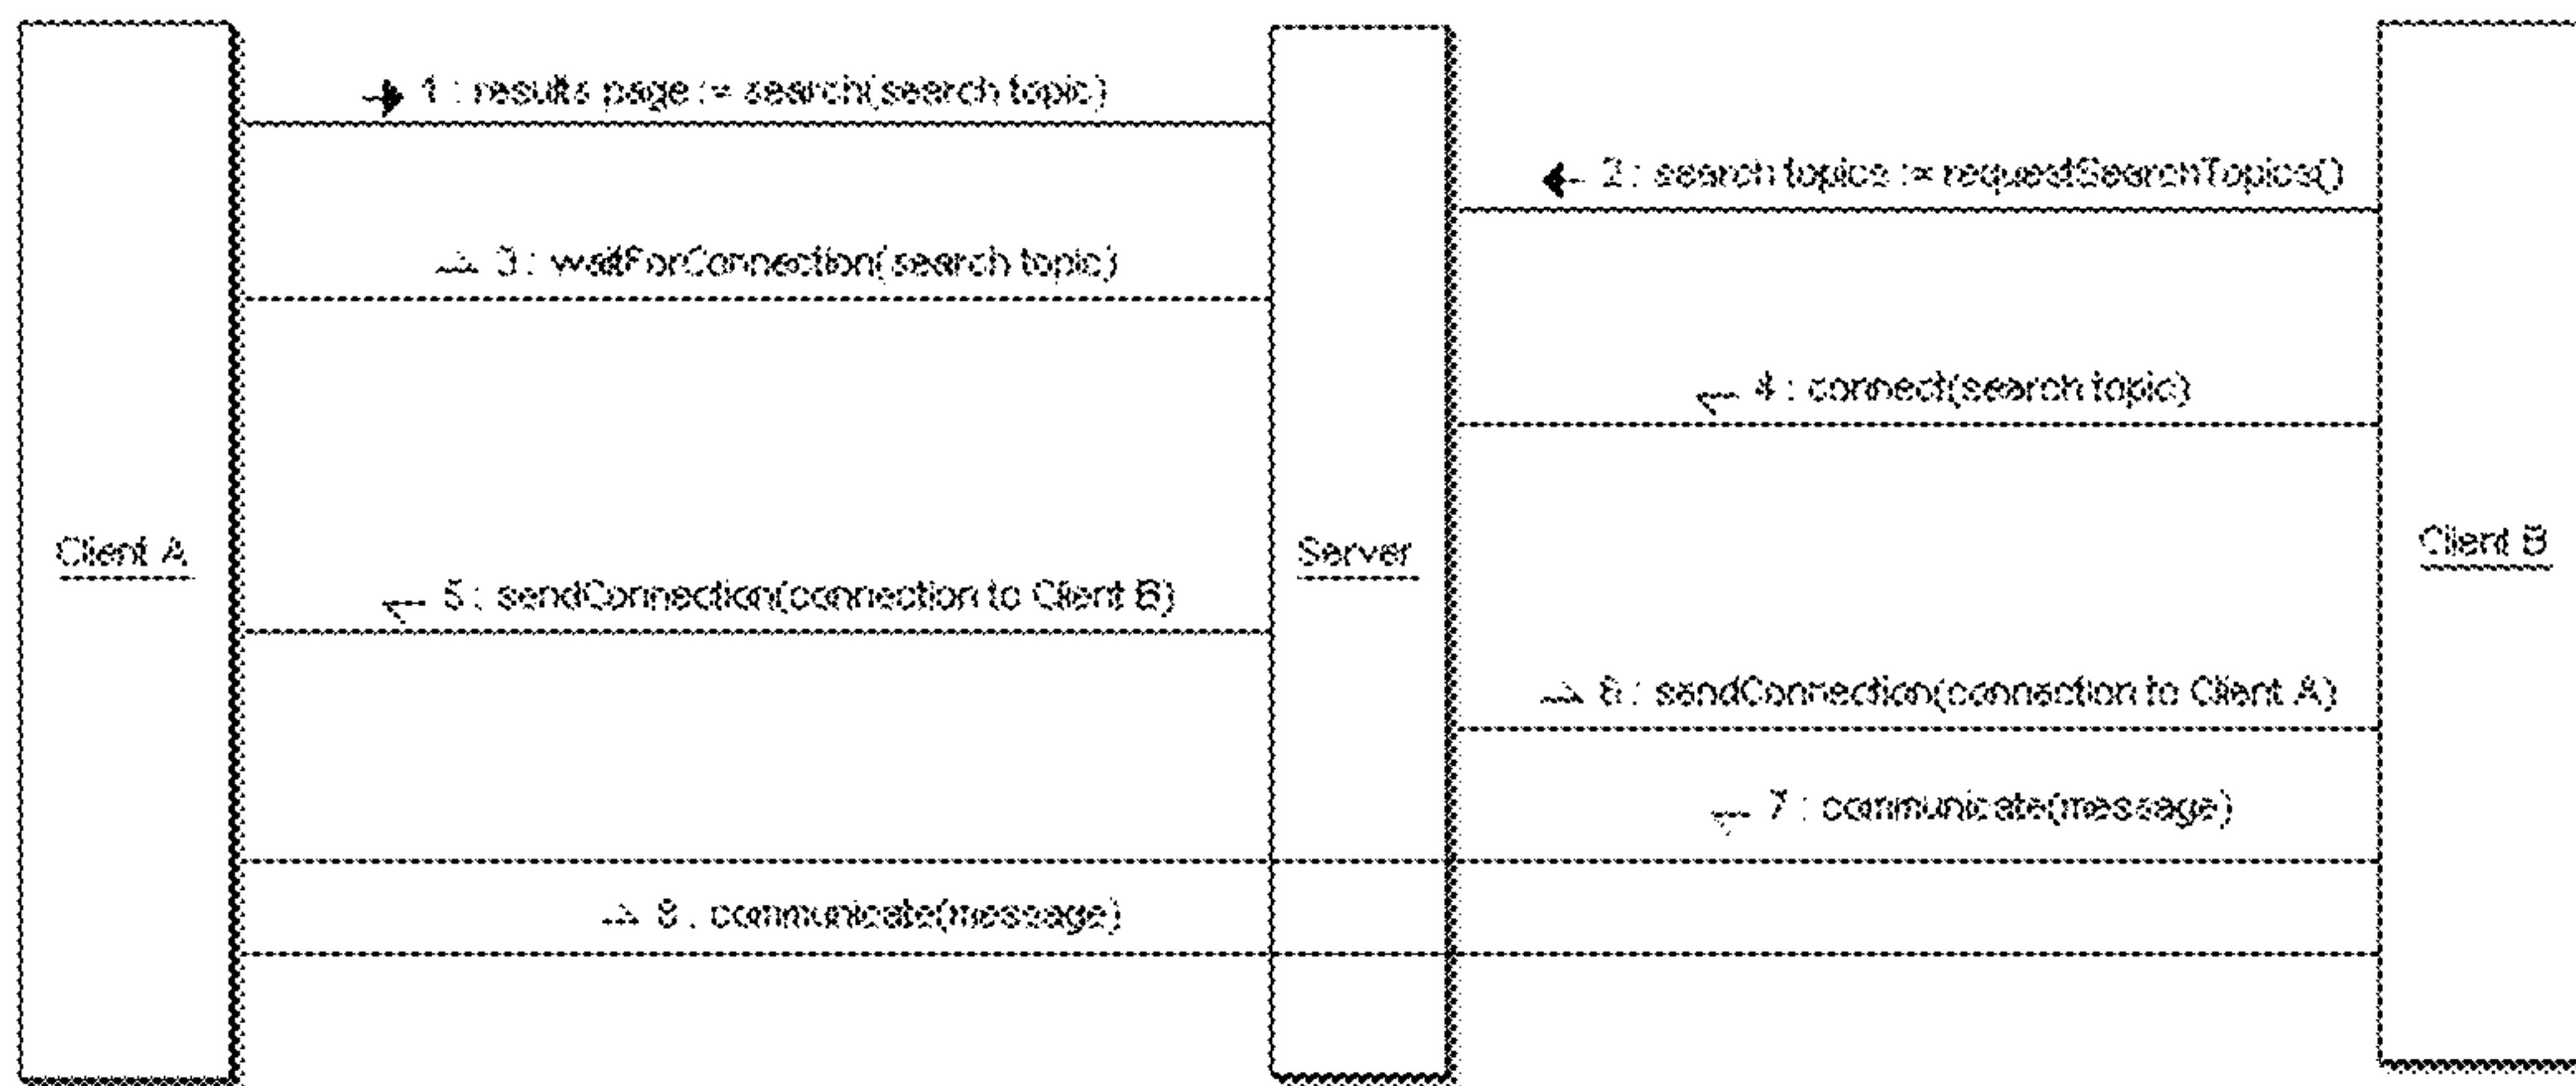 1 : results page := search(search topic)
2 : search topics := requestSearchTopics()
3 : waitForConnection(search topic)
4 : connect(search topic)
Client A
Server
Client B
5 : sendConnection(connection to Client B)
6 : sendConnection(connection to Client A)
7 : communicate(message)
8 : communicate(message)